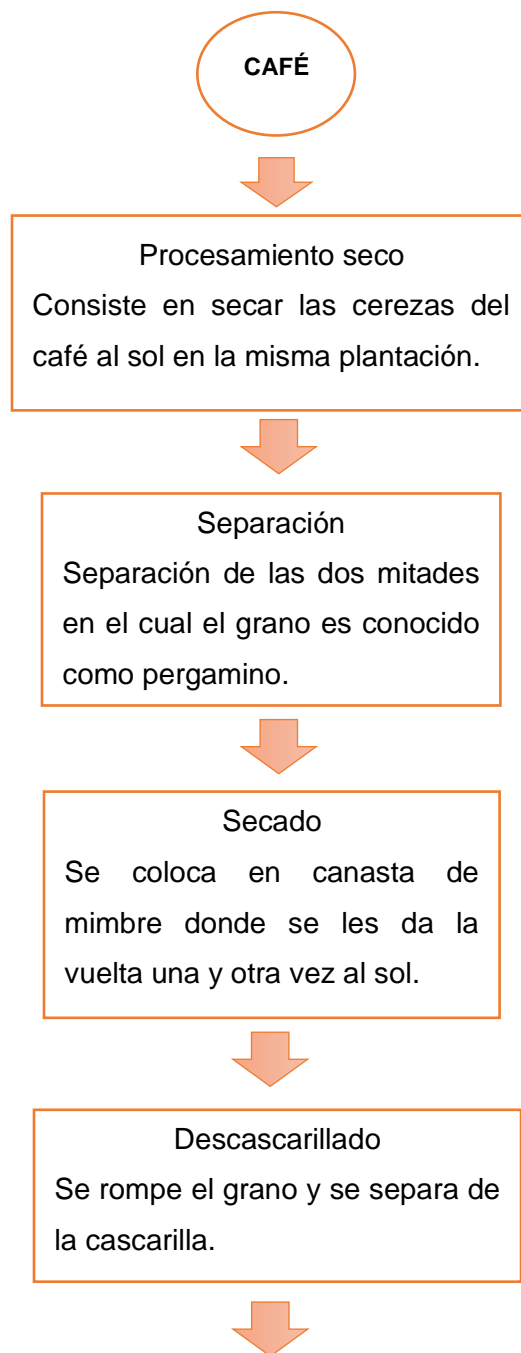 CAFÉ
Procesamiento seco
Consiste en secar las cerezas del
café al sol en la misma plantación.
Separación
Separación de las dos mitades
en el cual el grano es conocido
como pergamino.
Secado
Se coloca en canasta de
mimbre donde se les da la
vuelta una y otra vez al sol.
Descascarillado
Se rompe el grano y se separa de
la cascarilla.